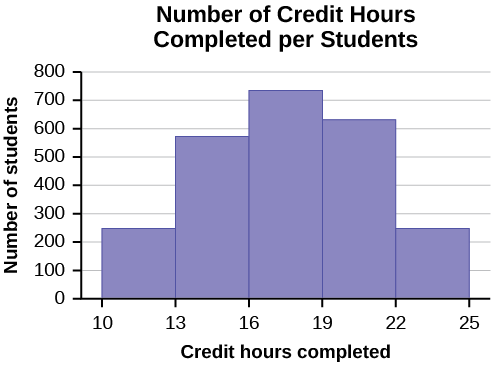 Number of Credit Hours
Completed per Students
Number of students
800
700
600
500
400
300
200
100
0
10 13 16 19 22 25
Credit hours completed